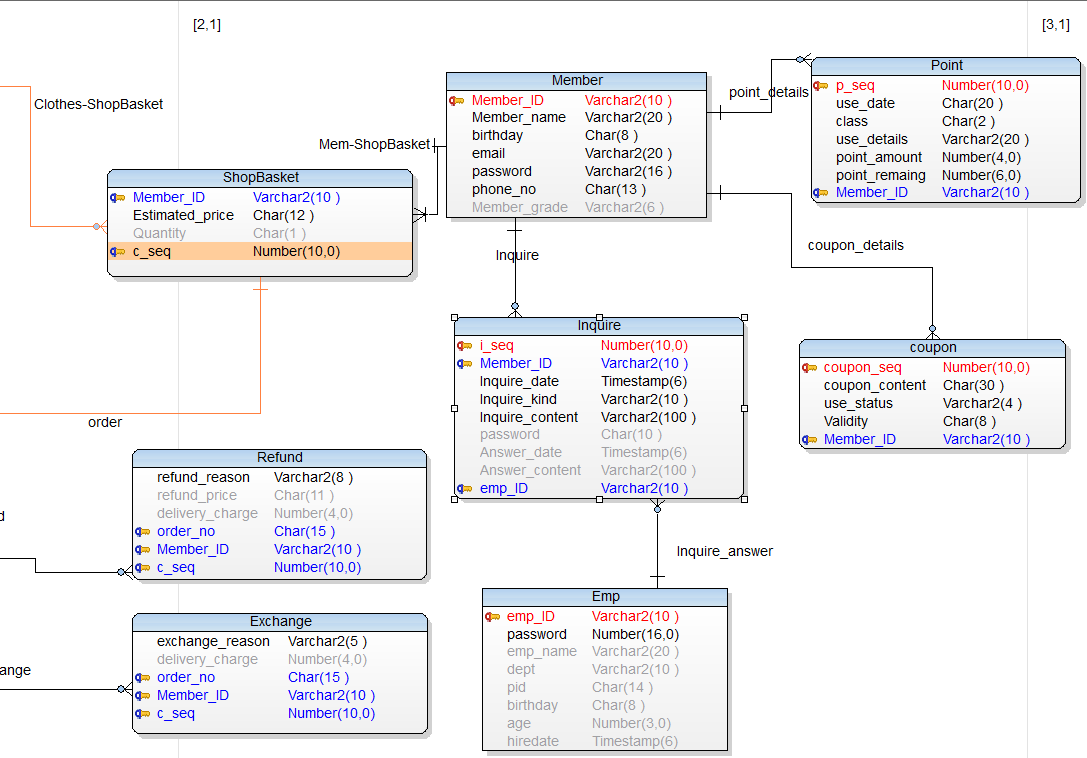 [2,1]
[3,1]
Clothes-ShopBasket
Mem-ShopBasket
point_details
Member
Member_ID Varchar2(10 )
Member_name Varchar2(20 )
birthday Char(8 )
email Varchar2(20 )
password Varchar2(16 )
phone_no Char(13 )
Member_grade Varchar2(6 )
Point
p_seq Number(10,0)
use_date Char(20 )
class Char(2 )
use_details Varchar2(20 )
point_amount Number(4,0)
point_remaing Number(6,0)
Member_ID Varchar2(10 )
ShopBasket
Member_ID Varchar2(10 )
Estimated_price Char(12 )
Quantity Char(1 )
c_seq Number(10,0)
Inquire
coupon_details
Inquire
i_seq Number(10,0)
Member_ID Varchar2(10 )
Inquire_date Timestamp(6)
Inquire_kind Varchar2(10 )
Inquire_content Varchar2(100 )
password Char(10 )
Answer_date Timestamp(6)
Answer_content Varchar2(100 )
emp_ID Varchar2(10 )
coupon
coupon_seq Number(10,0)
coupon_content Char(30 )
use_status Varchar2(4 )
Validity Char(8 )
Member_ID Varchar2(10 )
order
Refund
refund_reason Varchar2(8 )
refund_price Char(11 )
delivery_charge Number(4,0)
order_no Char(15 )
Member_ID Varchar2(10 )
c_seq Number(10,0)
d
Inquire_answer
Exchange
exchange_reason Varchar2(5 )
delivery_charge Number(4,0)
order_no Char(15 )
Member_ID Varchar2(10 )
c_seq Number(10,0)
ange
Emp
emp_ID Varchar2(10 )
password Number(16,0)
emp_name Varchar2(20 )
dept Varchar2(10 )
pid Char(14 )
birthday Char(8 )
age Number(3,0)
hiredate Timestamp(6)